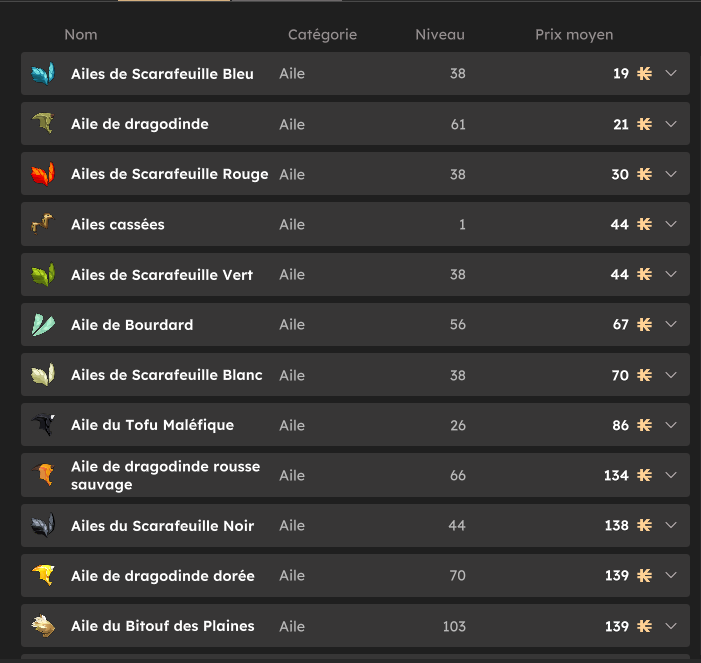 Nom Catégorie Niveau Prix moyen
Ailes de Scarafeuille Bleu Aile 38 19
Aile de dragodinde Aile 61 21
Ailes de Scarafeuille Rouge Aile 38 30
Ailes cassées Aile 1 44
Ailes de Scarafeuille Vert Aile 38 44
Aile de Bourdard Aile 56 67
Ailes de Scarafeuille Blanc Aile 38 70
Aile du Tofu Maléfique Aile 26 86
Aile de dragodinde rousse
sauvage Aile 66 134
Ailes du Scarafeuille Noir Aile 44 138
Aile de dragodinde dorée Aile 70 139
Aile du Bitouf des Plaines Aile 103 139